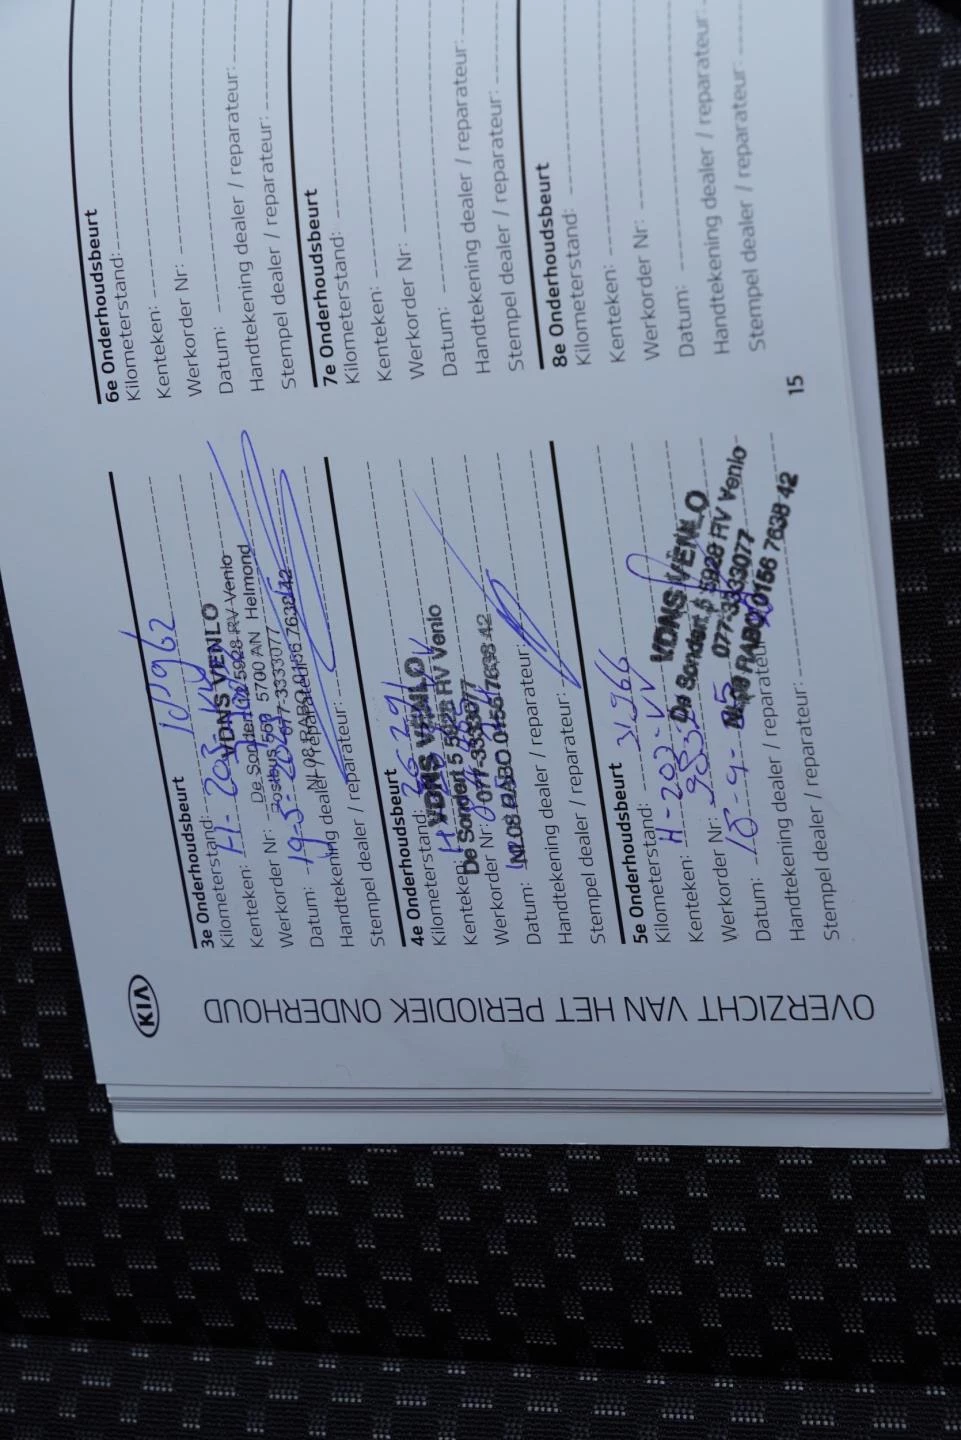 KIA
OVERZICHT VAN HET PERIODIEK ONDERHOUD
3e Onderhoudsbeurt
Kilometerstand:
Kenteken: H-203-
VDNS VENLO
De Sondert 5 5928 RV Venlo
Werkorder Nr:
Postbus 559 5700 AN Helmond
Datum: 19-5-
077-3333077
NL08 RABO 0156 7638 42
Handtekening dealer / reparateur:
Stempel dealer / reparateur:
4e Onderhoudsbeurt
Kilometerstand:
VDNS VENLO
Kenteken: H
De Sondert 5 5928 RV Venlo
Werkorder Nr:
077-3333077
NL08 RABO 0156 7638 42
Datum:
Handtekening dealer / reparateur:
Stempel dealer / reparateur:
5e Onderhoudsbeurt
Kilometerstand: 31.966
Kenteken: H-203-V
VDNS VENLO
De Sondert 5 5928 RV Venlo
Werkorder Nr:
077-3333077
Datum:
RABO 0156 7638 42
Handtekening dealer / reparateur:
Stempel dealer / reparateur:
6e Onderhoudsbeurt
Kilometerstand:
Kenteken:
Werkorder Nr:
Datum:
Handtekening dealer / reparateur:
Stempel dealer / reparateur:
7e Onderhoudsbeurt
Kilometerstand:
Kenteken:
Werkorder Nr:
Datum:
Handtekening dealer / reparateur:
Stempel dealer / reparateur:
8e Onderhoudsbeurt
Kilometerstand:
Kenteken:
Werkorder Nr:
Datum:
Handtekening dealer / reparateur:
Stempel dealer / reparateur:
15